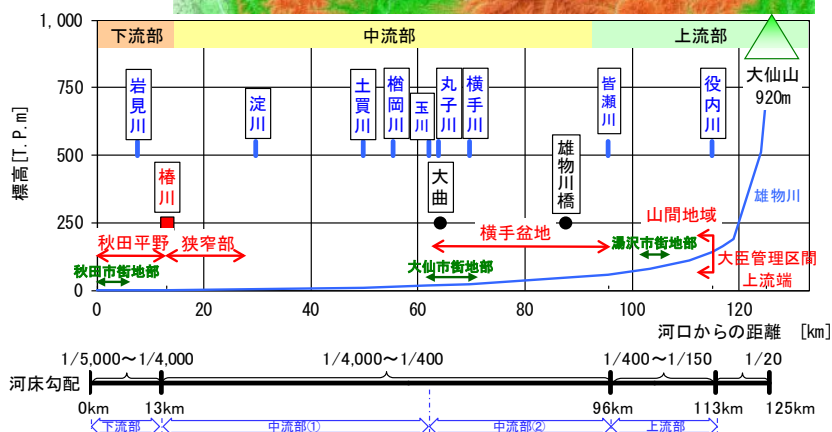 1,000
750
500
250
0
標高[T.P.m]
下流部
中流部
上流部
岩見川
淀川
土買川
楢岡川
玉川
丸子川
横手川
皆瀬川
役内川
大仙山
920m
椿川
大曲
雄物川橋
雄物川
秋田平野
狭窄部
横手盆地
山間地域
湯沢市街地部
秋田市街地部
大仙市街地部
大臣管理区間
上流端
0
20
40
60
80
100
120
河口からの距離 [km]
河床勾配
1/5,000～1/4,000
1/4,000～1/400
1/400～1/150
1/20
0km
13km
96km
113km
125km
下流部
中流部①
中流部②
上流部